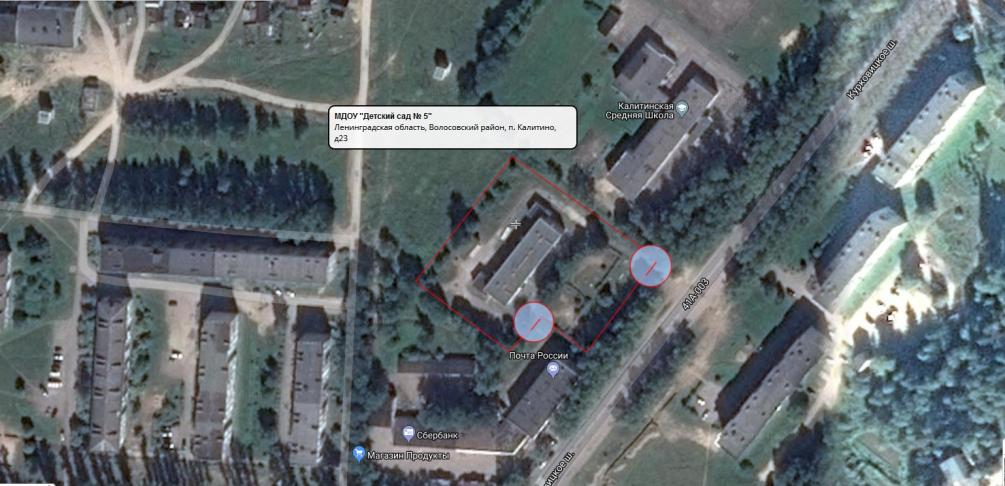 Курковицкое ш.
Калитинская
Средняя Школа
МДОУ "Детский сад № 5"
Ленинградская область, Волосовский район, п. Калитино,
д23
41А-003
Почта России
Сбербанк
Магазин Продукты
ицкое ш.